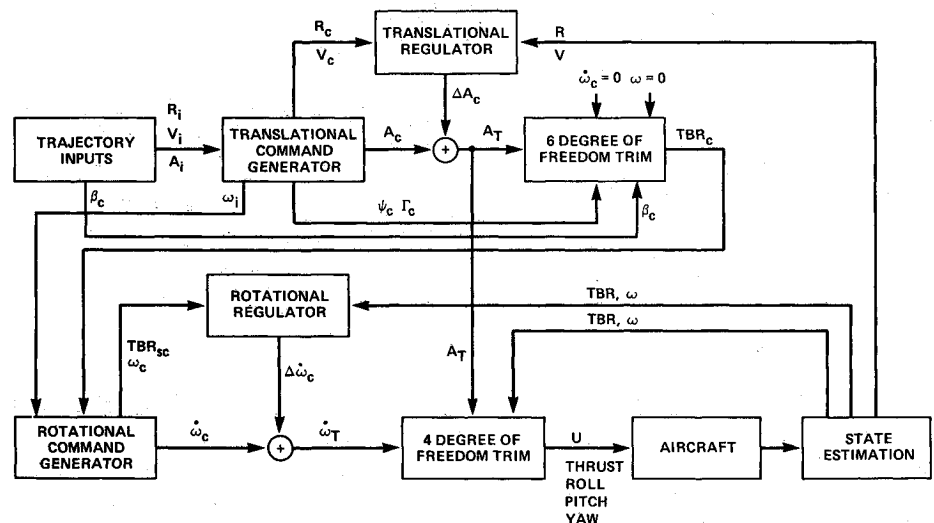 R_c
V_c
TRANSLATIONAL
REGULATOR
R
V
ΔA_c
ω̇_c = 0 ω = 0
R_i
V_i
A_i
TRAJECTORY
INPUTS
TRANSLATIONAL
COMMAND
GENERATOR
A_c
+
A_T
6 DEGREE OF
FREEDOM TRIM
TBR_c
β_c
ω_i
ψ_c Γ_c
β_c
ROTATIONAL
REGULATOR
TBR, ω
TBR, ω
TBR_sc
ω_c
Δω̇_c
A_T
ROTATIONAL
COMMAND
GENERATOR
ω̇_c
+
ω̇_T
4 DEGREE OF
FREEDOM TRIM
U
THRUST
ROLL
PITCH
YAW
AIRCRAFT
STATE
ESTIMATION